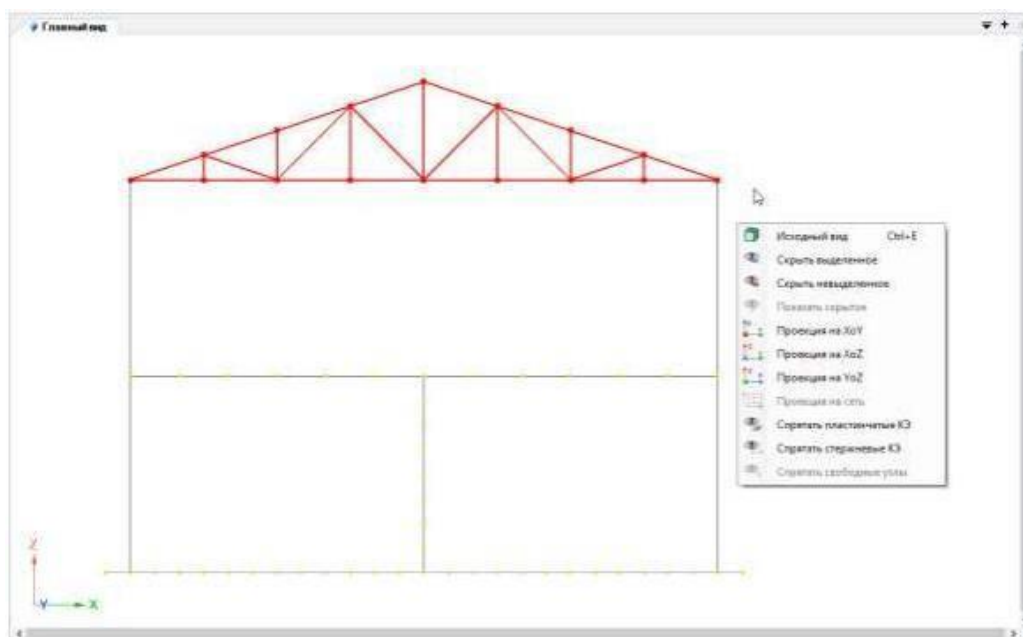 Главный вид
Исходный вид Ctrl+E
Скрыть выделенное
Скрыть невыделенное
Показать скрытое
Проекция на XoY
Проекция на XoZ
Проекция на YoZ
Проекция на сеть
Спрятать пластинчатые КЭ
Спрятать стержневые КЭ
Спрятать свободные узлы
Z
Y X